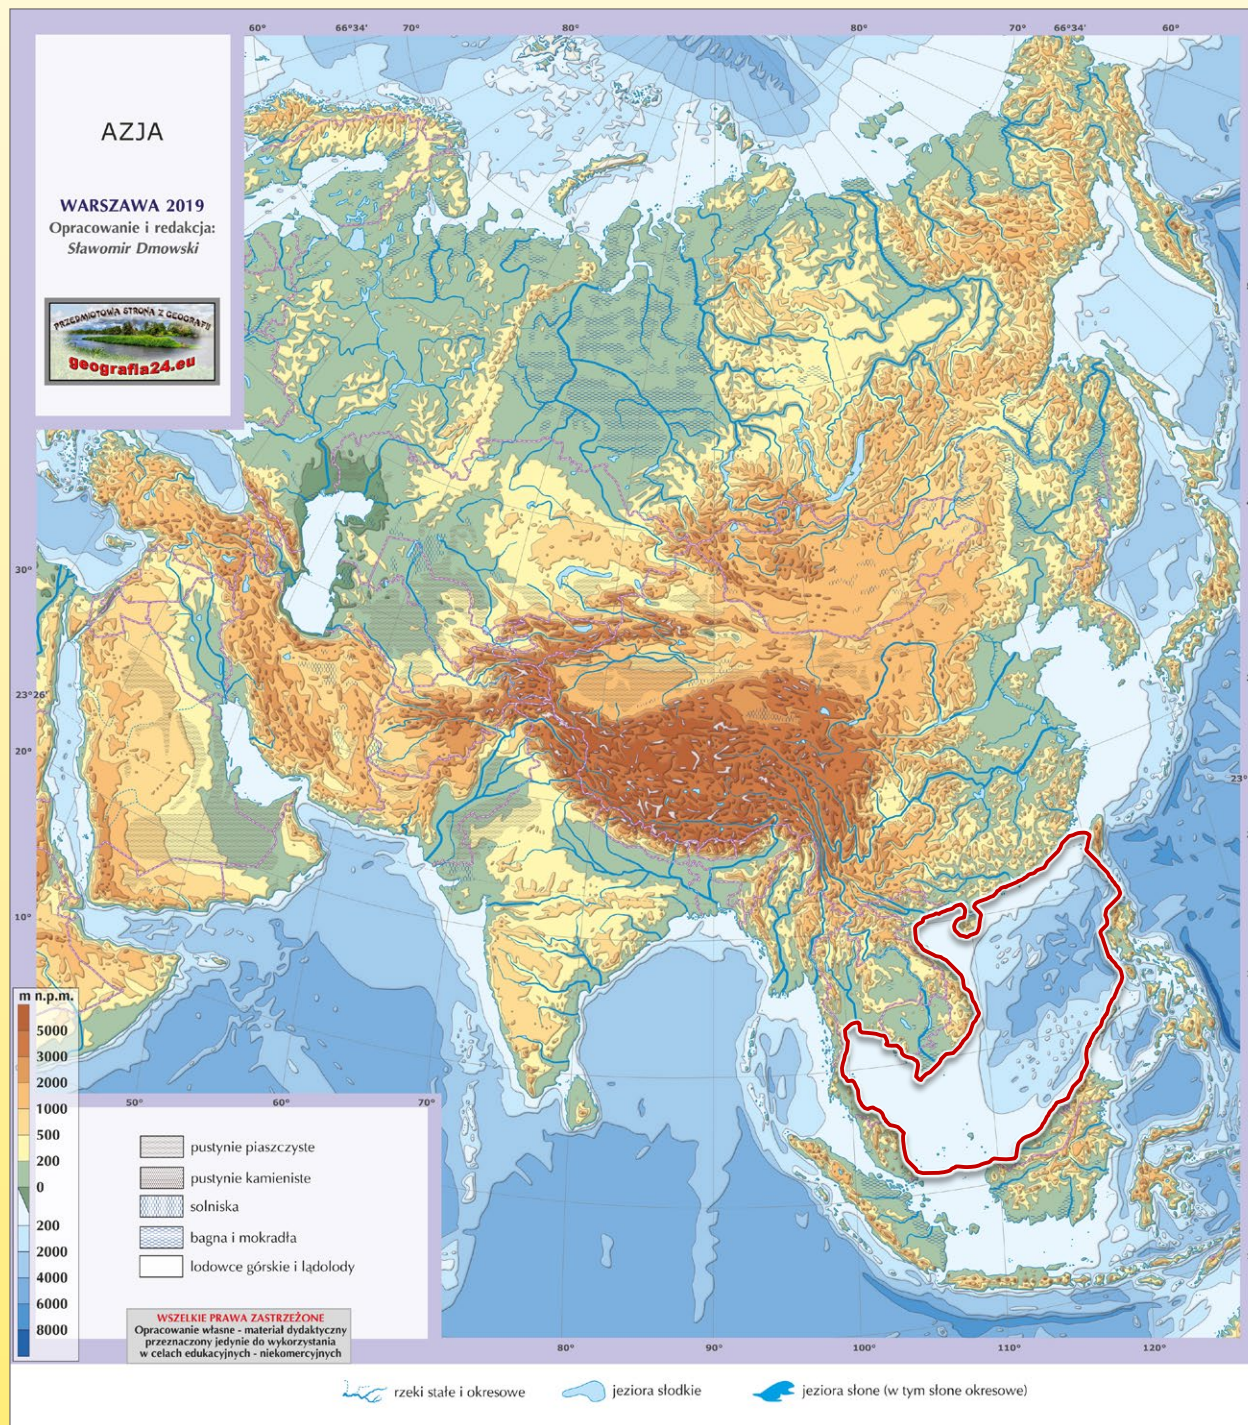 60°
66°34'
70°
80°
80°
70°
66°34'
60°
AZJA
WARSZAWA 2019
Opracowanie i redakcja:
Sławomir Dmowski
PRZEDMIOTOWA STRONA Z GEOGRAFII
geografia24.eu
30°
23°26'
20°
10°
23°
m n.p.m.
5000
3000
2000
1000
500
200
0
200
2000
4000
6000
8000
50°
60°
70°
pustynie piaszczyste
pustynie kamieniste
solniska
bagna i mokradła
lodowce górskie i lądolody
WSZELKIE PRAWA ZASTRZEŻONE
Opracowanie własne - materiał dydaktyczny
przeznaczony jedynie do wykorzystania
w celach edukacyjnych - niekomercyjnych
80°
90°
100°
110°
120°
rzeki stałe i okresowe
jeziora słodkie
jeziora słone (w tym słone okresowe)